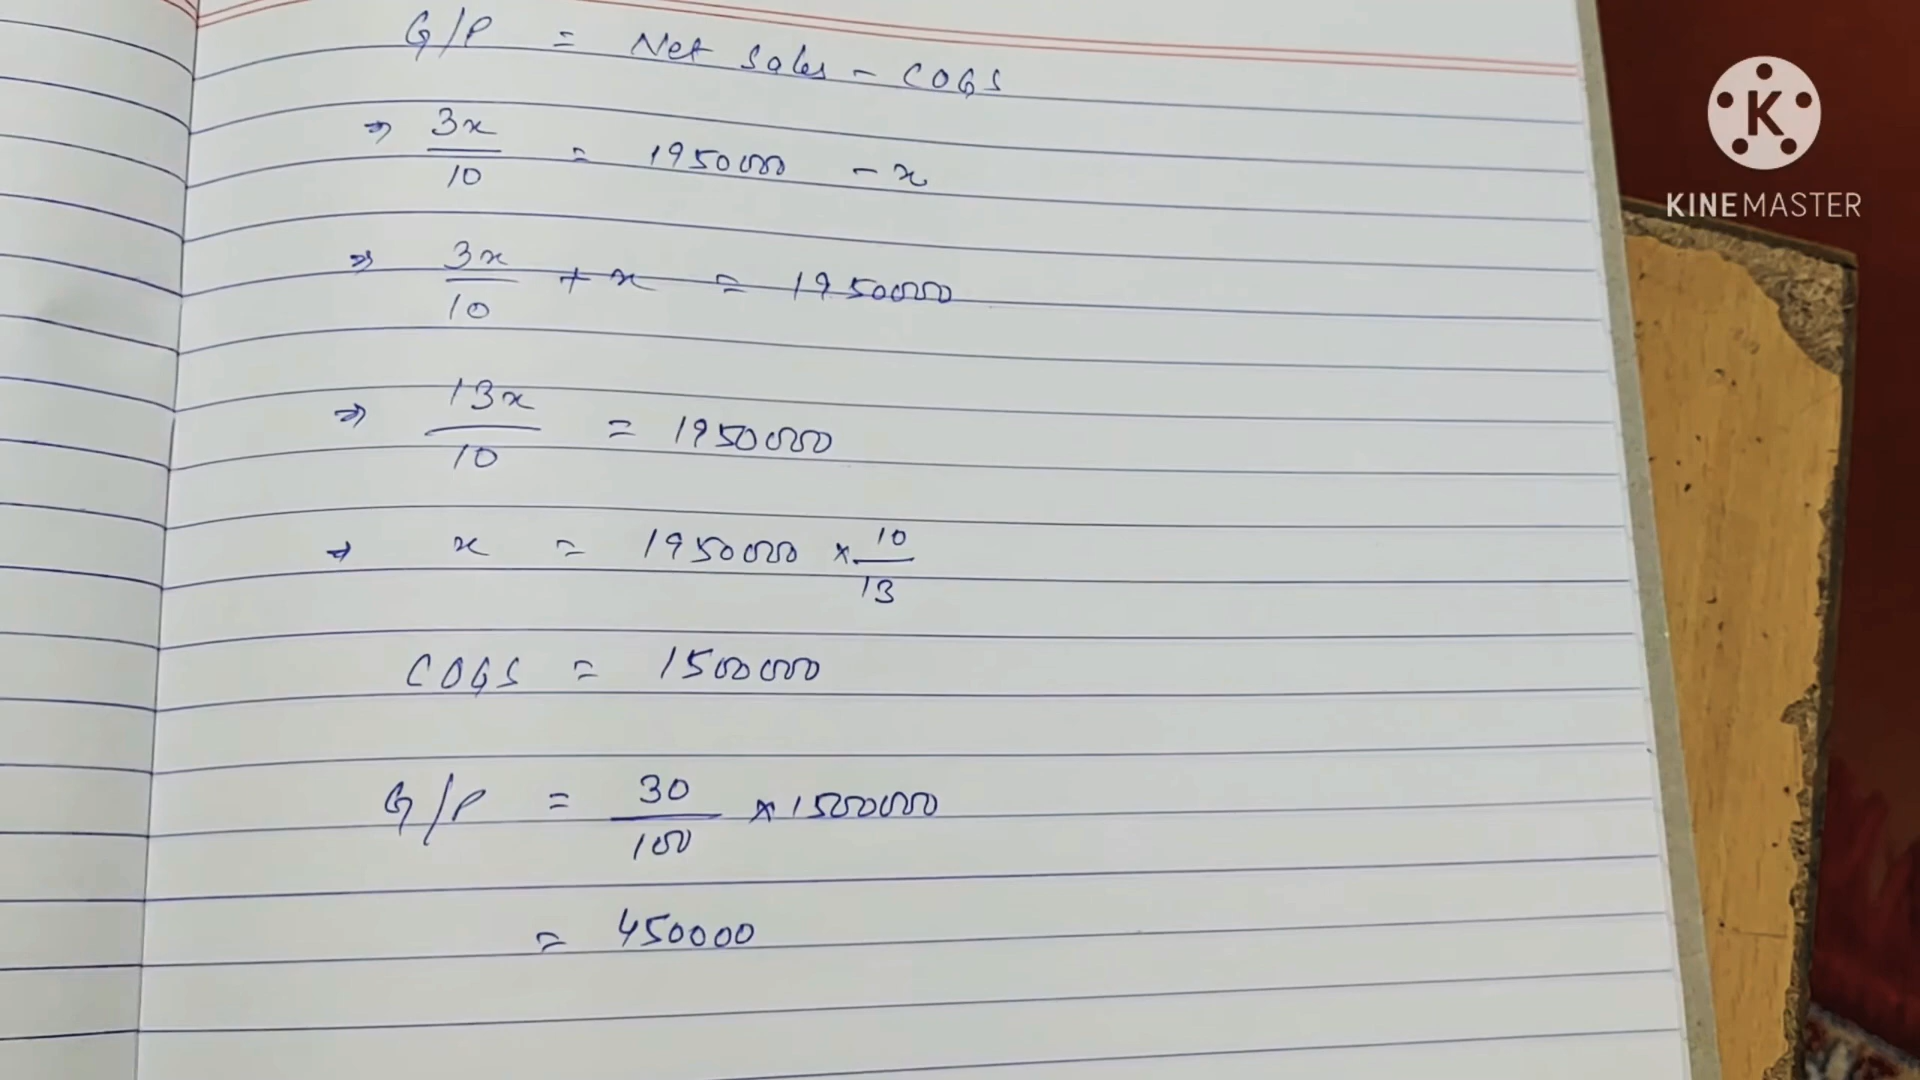 G/P = Net Sales - COGS
⇒ 3x/10 = 1950000 - x
⇒ 3x/10 + x = 1950000
⇒ 13x/10 = 1950000
⇒ x = 1950000 × 10/13
COGS = 1500000
G/P = 30/100 × 1500000
= 450000
K
KINEMASTER